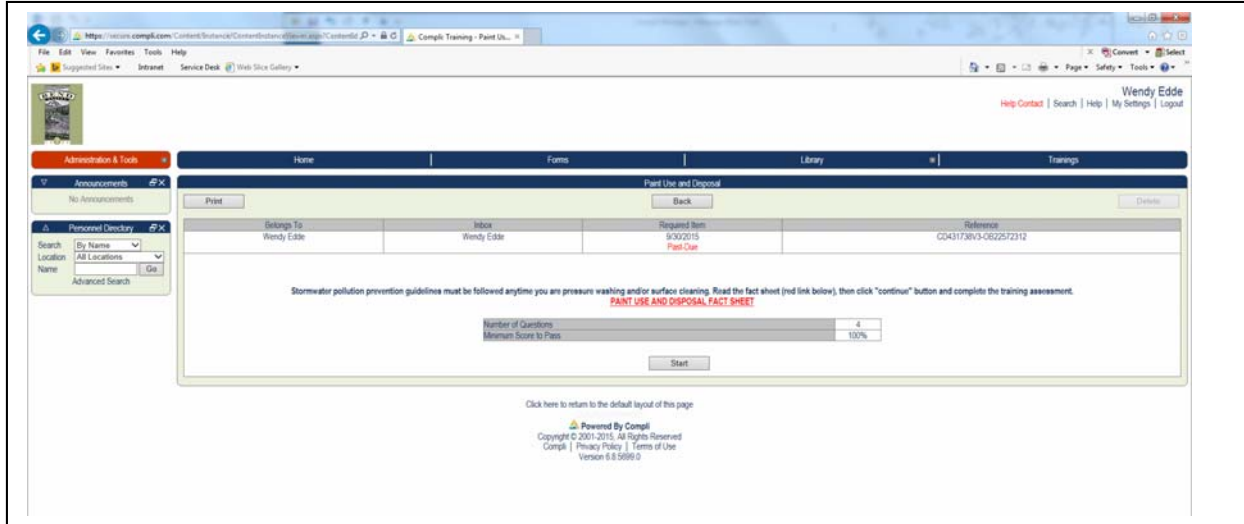 https://secure.compli.com/Content/Instance/ContentInstanceViewer.aspx?ContentId
Compli Training - Paint Us...
File Edit View Favorites Tools Help
Convert Select
Suggested Sites Intranet Service Desk Web Slice Gallery
Page Safety Tools
BEND
Wendy Edde
Help Contact | Search | Help | My Settings | Logout
Administration & Tools
Home Forms Library Trainings
Announcements
No Announcements
Personnel Directory
Search By Name
Location All Locations
Name Go
Advanced Search
Paint Use and Disposal
Print Back Delete
Belongs To Inbox Required Item Reference
Wendy Edde Wendy Edde 9/30/2015 CO431738V3-OB22572312
Past-Due
Stormwater pollution prevention guidelines must be followed anytime you are pressure washing and/or surface cleaning. Read the fact sheet (red link below), then click "continue" button and complete the training assessment.
PAINT USE AND DISPOSAL FACT SHEET
Number of Questions 4
Minimum Score to Pass 100%
Start
Click here to return to the default layout of this page
Powered By Compli
Copyright © 2001-2015, All Rights Reserved
Compli | Privacy Policy | Terms of Use
Version 6.8.5699.0